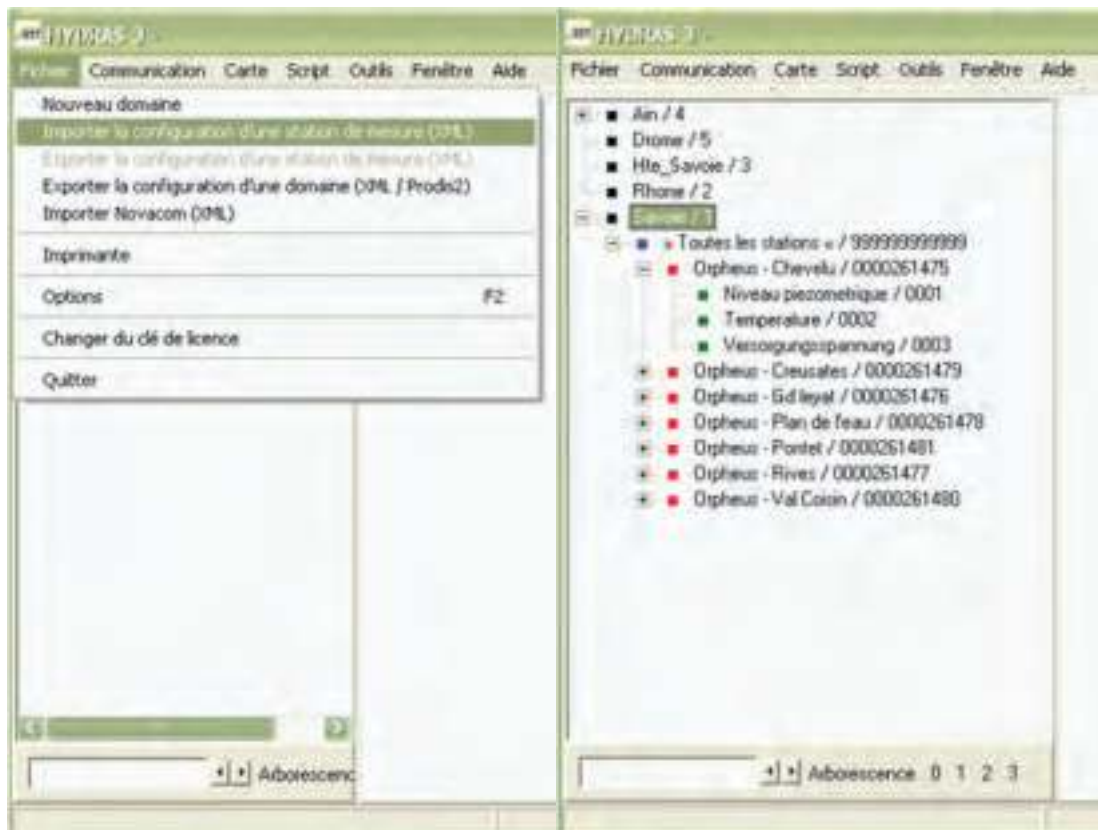 HYDRAS 3 -
Fichier Communication Carte Script Outils Fenêtre Aide
Nouveau domaine
Importer la configuration d'une station de mesure (XML)
Exporter la configuration d'une station de mesure (XML)
Exporter la configuration d'une domaine (XML / Prodis2)
Importer Novacom (XML)
Imprimante
Options F2
Changer du clé de licence
Quitter
Arborescenc
HYDRAS 3 -
Fichier Communication Carte Script Outils Fenêtre Aide
Ain / 4
Drome / 5
Hte_Savoie / 3
Rhone / 2
Savoie / 1
Toutes les stations « / 999999999999
Orpheus - Chevelu / 0000261475
Niveau piezometrique / 0001
Temperature / 0002
Versorgungsspannung / 0003
Orpheus - Creusates / 0000261479
Orpheus - Gd leyat / 0000261476
Orpheus - Plan de l'eau / 0000261478
Orpheus - Pontet / 0000261481
Orpheus - Rives / 0000261477
Orpheus - Val Coisin / 0000261480
Arborescence 0 1 2 3